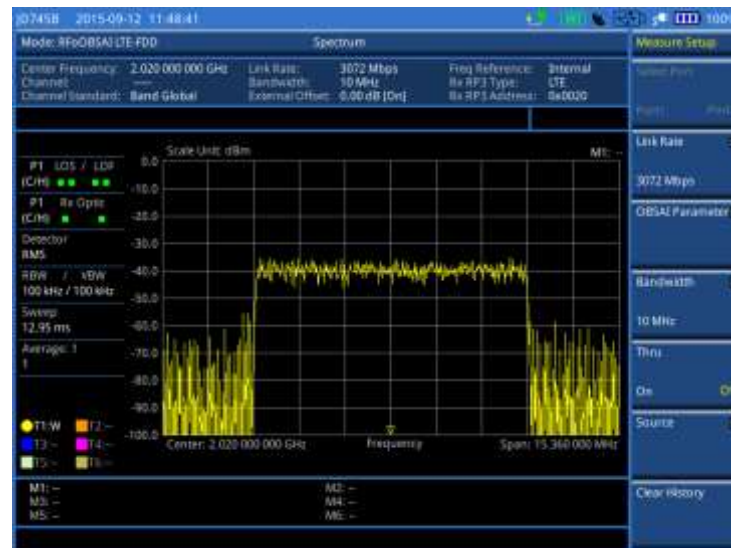 JD745B 2015-09-12 11:48:41
100%
Mode: RFoOBSAI LTE-FDD Spectrum
Measure Setup
Center Frequency: 2.020 000 000 GHz Link Rate: 3072 Mbps Freq Reference: Internal
Channel: ---- Bandwidth: 10 MHz Rx RP3 Type: LTE
Channel Standard: Band Global External Offset: 0.00 dB [On] Rx RP3 Address: 0x0020
Select Port
Scale Unit: dBm M1: --
P1 LOS / LOF
(C/H)
P1 Rx Optic
(C/H)
Detector
RMS
RBW / VBW
100 kHz / 100 kHz
Sweep
12.95 ms
Average: 1
1
T1:W T2:--
T3:-- T4:--
T5:-- T6:--
0.0
-10.0
-20.0
-30.0
-40.0
-50.0
-60.0
-70.0
-80.0
-90.0
-100.0
Center: 2.020 000 000 GHz Frequency Span: 15.360 000 MHz
M1: -- M2: --
M3: -- M4: --
M5: -- M6: --
Link Rate
3072 Mbps
OBSAI Parameter
Bandwidth
10 MHz
Thru
On
Source
Clear History